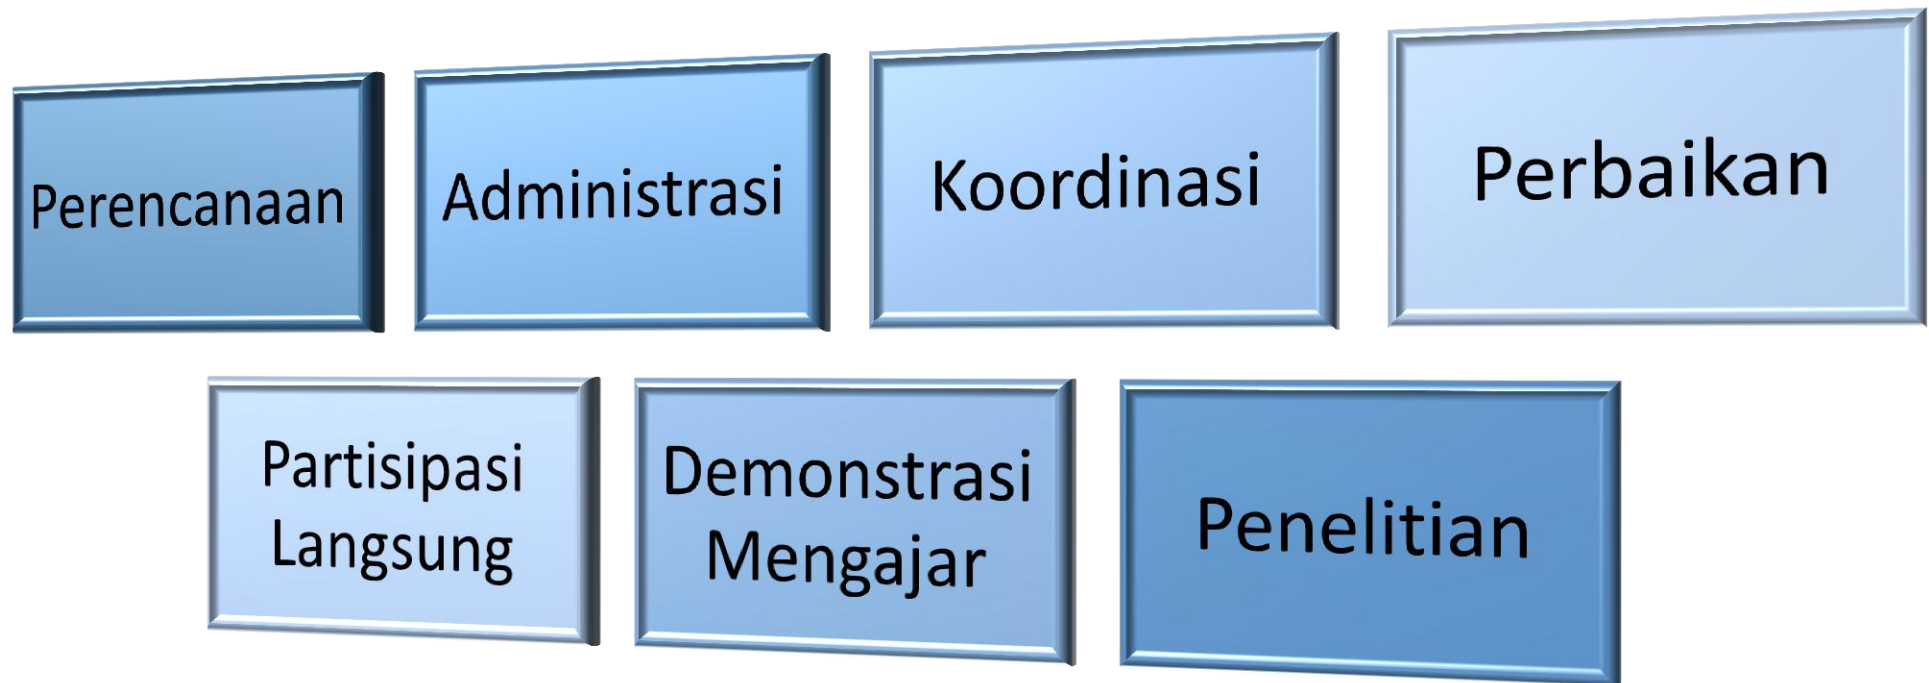 Perencanaan
Administrasi
Koordinasi
Perbaikan
Partisipasi
Langsung
Demonstrasi
Mengajar
Penelitian